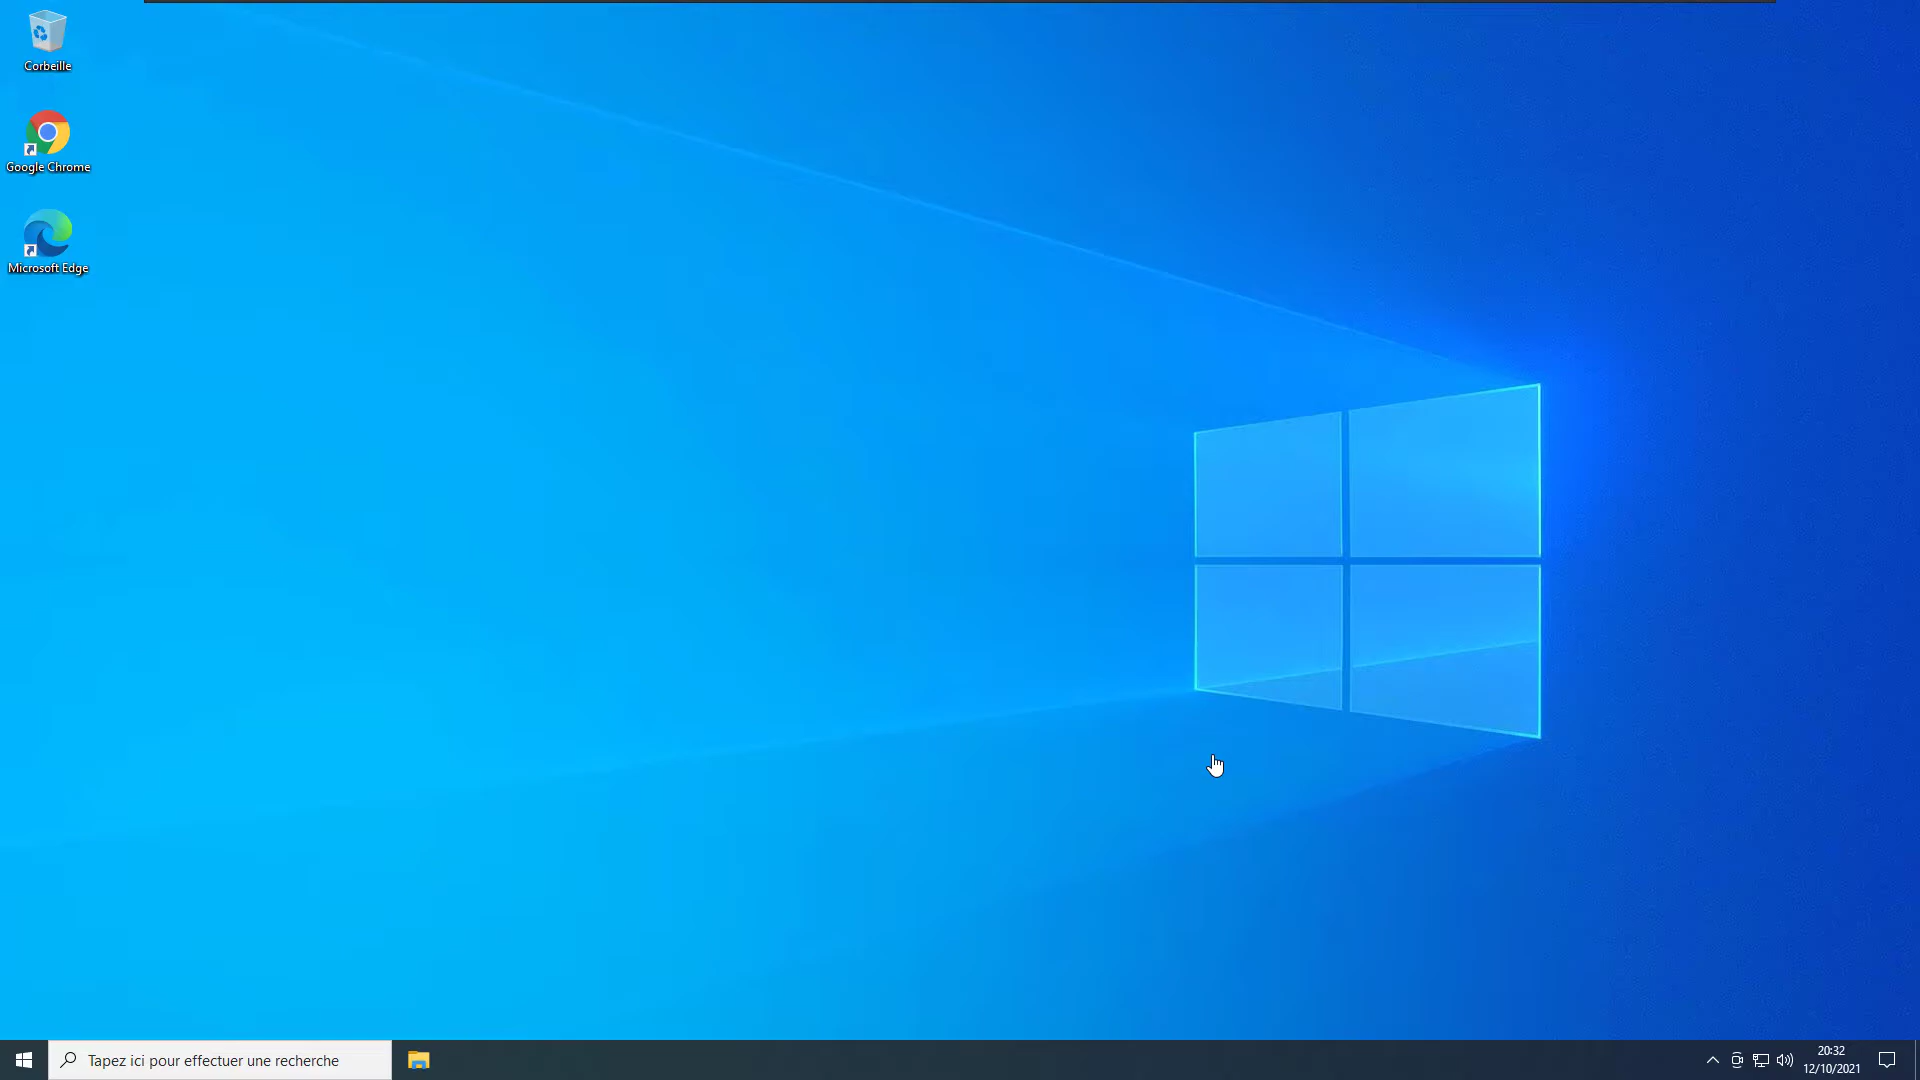 Corbeille
Google Chrome
Microsoft Edge
Tapez ici pour effectuer une recherche
20:32
12/10/2021